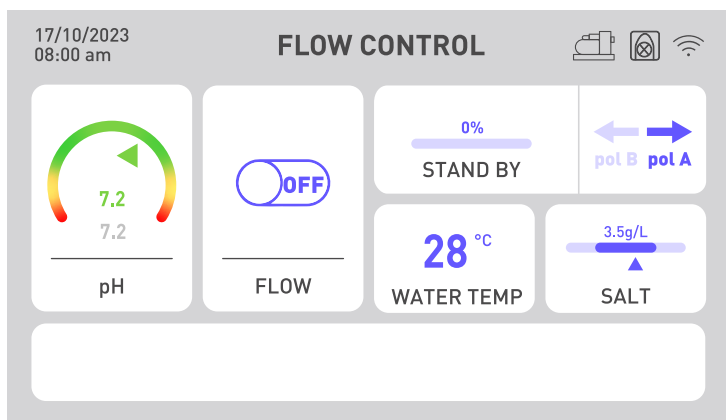 17/10/2023
08:00 am
FLOW CONTROL
7.2
7.2
pH
OFF
FLOW
0%
STAND BY
pol B pol A
28 °C
WATER TEMP
3.5g/L
SALT